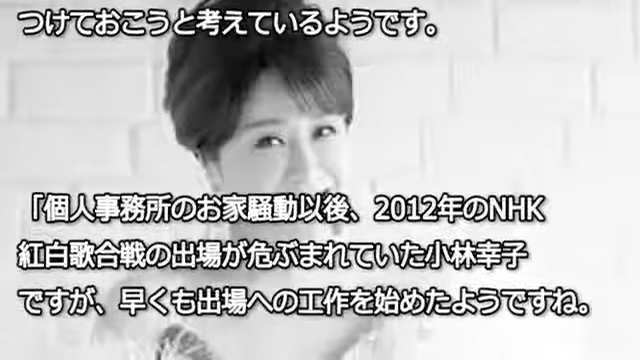 つけておこうと考えているようです。
「個人事務所のお家騒動以後、2012年のNHK
紅白歌合戦の出場が危ぶまれていた小林幸子
ですが、早くも出場への工作を始めたようですね。